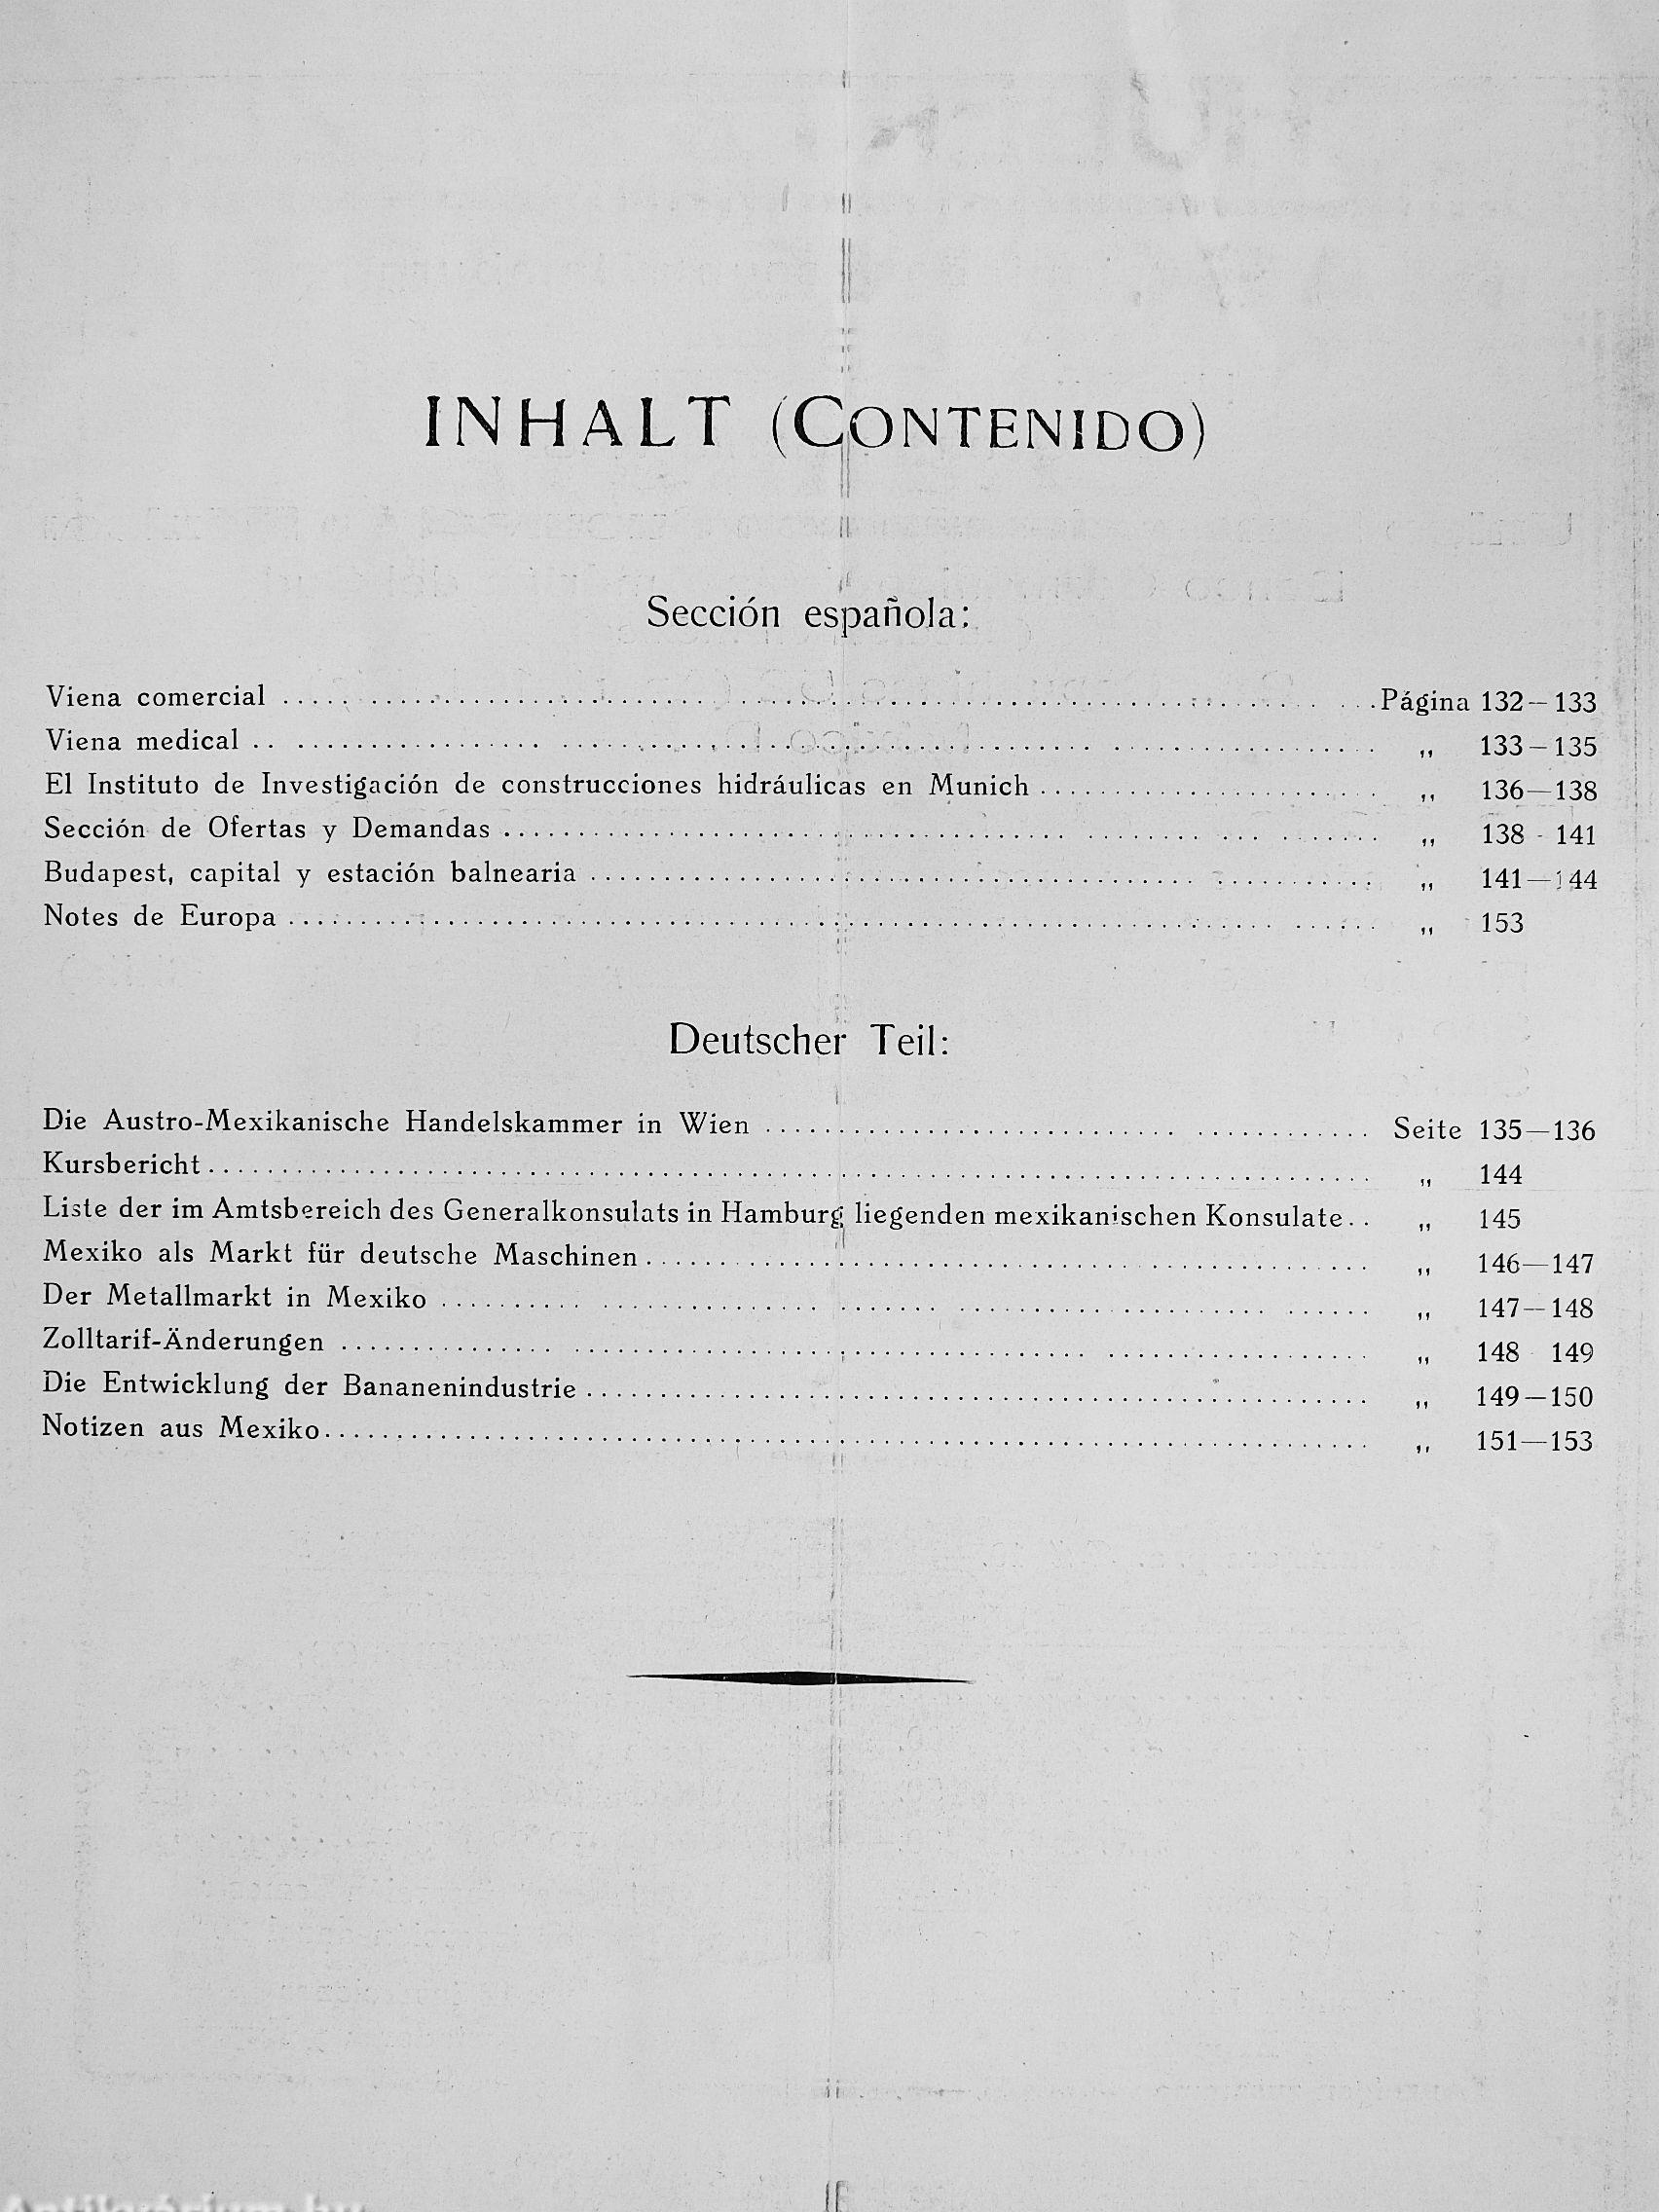 INHALT (CONTENIDO)
Sección española:
Viena comercial ........ Página 132—133
Viena medical ........ „ 133—135
El Instituto de Investigación de construcciones hidráulicas en Munich ........ „ 136—138
Sección de Ofertas y Demandas ........ „ 138 - 141
Budapest, capital y estación balnearia ........ „ 141—144
Notes de Europa ........ „ 153
Deutscher Teil:
Die Austro-Mexikanische Handelskammer in Wien ........ Seite 135—136
Kursbericht ........ „ 144
Liste der im Amtsbereich des Generalkonsulats in Hamburg liegenden mexikanischen Konsulate.. „ 145
Mexiko als Markt für deutsche Maschinen ........ „ 146—147
Der Metallmarkt in Mexiko ........ „ 147—148
Zolltarif-Änderungen ........ „ 148 149
Die Entwicklung der Bananenindustrie ........ „ 149—150
Notizen aus Mexiko ........ „ 151—153